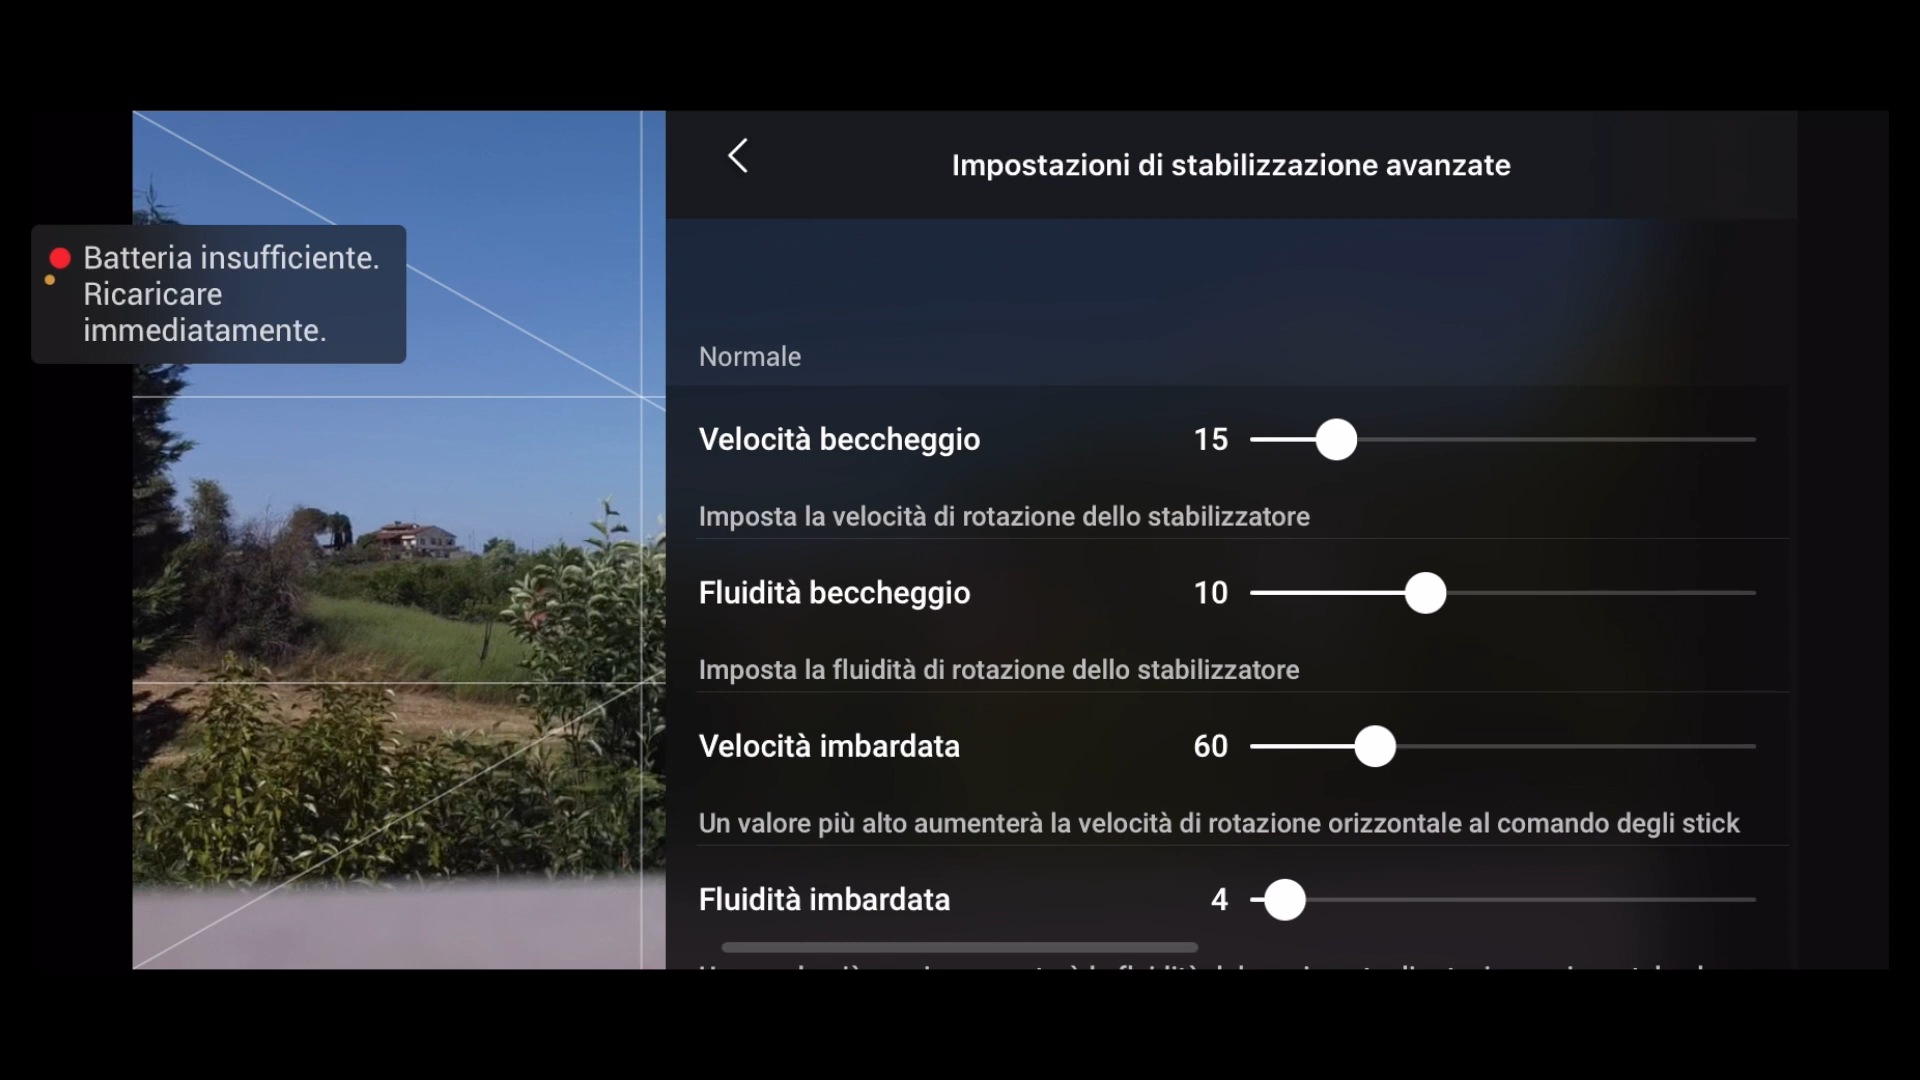 Impostazioni di stabilizzazione avanzate
Batteria insufficiente.
Ricaricare
immediatamente.
Normale
Velocità beccheggio 15
Imposta la velocità di rotazione dello stabilizzatore
Fluidità beccheggio 10
Imposta la fluidità di rotazione dello stabilizzatore
Velocità imbardata 60
Un valore più alto aumenterà la velocità di rotazione orizzontale al comando degli stick
Fluidità imbardata 4